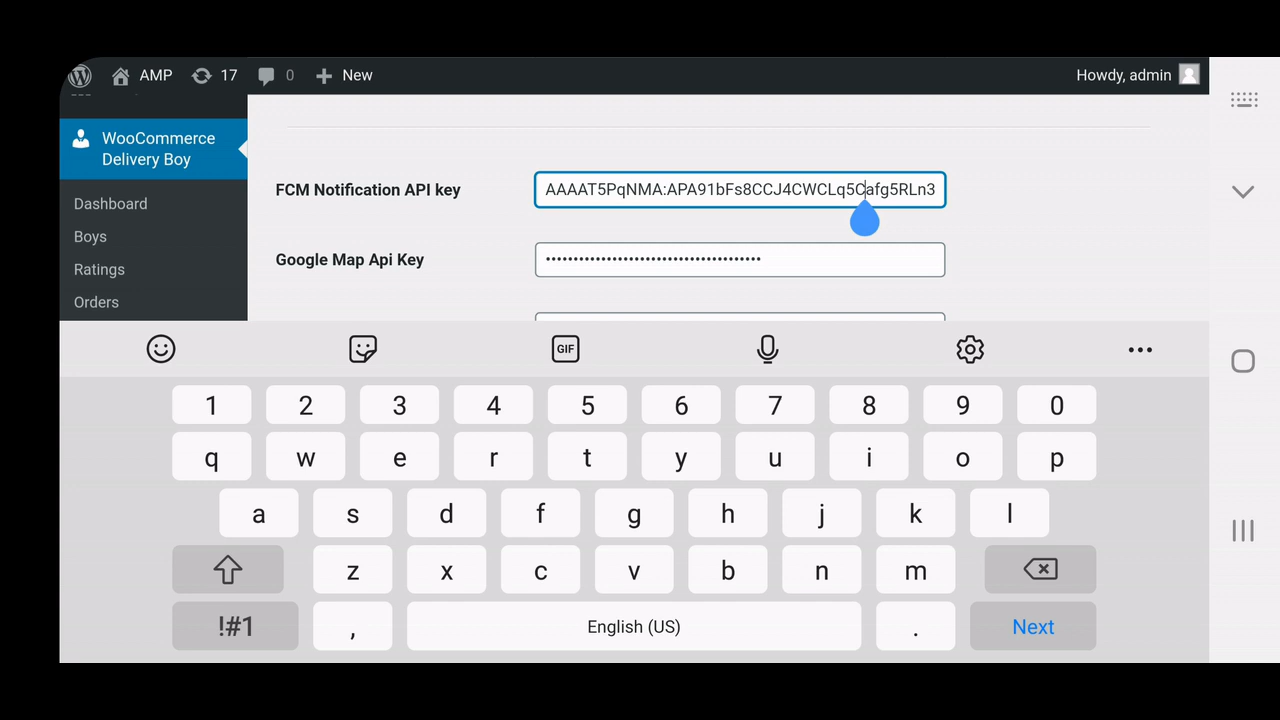 AMP 17 0 New Howdy, admin
WooCommerce
Delivery Boy
Dashboard
Boys
Ratings
Orders
FCM Notification API key AAAAT5PqNMA:APA91bFs8CCJ4CWCLq5Cafg5RLn3
Google Map Api Key ••••••••••••••••••••••••••••••••••••••
GIF
1 2 3 4 5 6 7 8 9 0
q w e r t y u i o p
a s d f g h j k l
z x c v b n m
!#1 , English (US) . Next